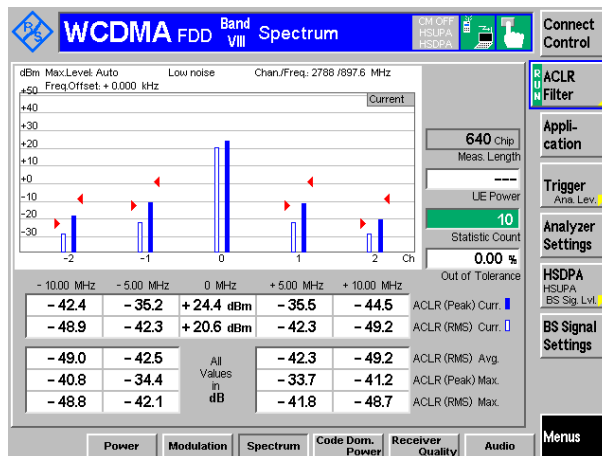 R&S
WCDMA FDD Band VIII Spectrum
CM OFF
HSUPA
HSDPA
Connect Control
dBm Max.Level: Auto Low noise Chan./Freq.: 2788 /897.6 MHz
Freq.Offset: + 0.000 kHz
+50
+40
+30
+20
+10
+0
-10
-20
-30
Current
-2 -1 0 1 2 Ch
640 Chip
Meas. Length
---
UE Power
10
Statistic Count
0.00 %
Out of Tolerance
RUN
ACLR Filter
Appli-cation
Trigger
Ana. Lev.
Analyzer Settings
HSDPA
HSUPA
BS Sig. Lvl.
BS Signal Settings
- 10.00 MHz - 5.00 MHz 0 MHz + 5.00 MHz + 10.00 MHz
- 42.4 - 35.2 + 24.4 dBm - 35.5 - 44.5 ACLR (Peak) Curr.
- 48.9 - 42.3 + 20.6 dBm - 42.3 - 49.2 ACLR (RMS) Curr.
- 49.0 - 42.5 All - 42.3 - 49.2 ACLR (RMS) Avg.
- 40.8 - 34.4 Values in - 33.7 - 41.2 ACLR (Peak) Max.
- 48.8 - 42.1 dB - 41.8 - 48.7 ACLR (RMS) Max.
Power Modulation Spectrum Code Dom. Power Receiver Quality Audio
Menus